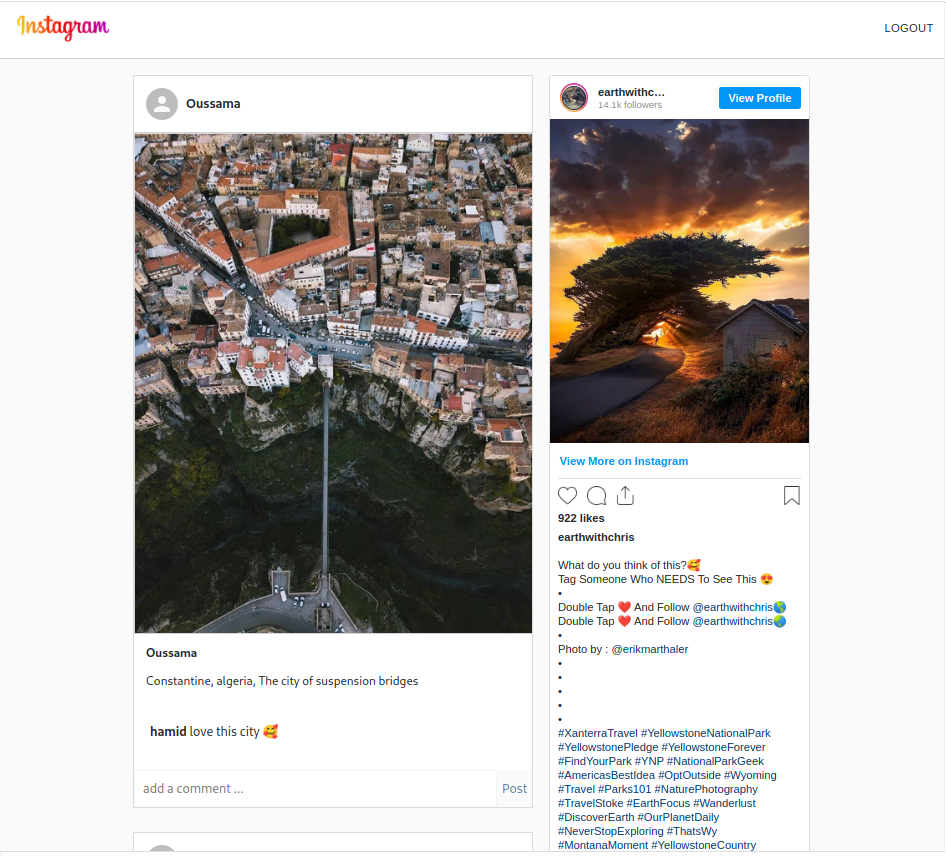 Instagram
LOGOUT
Oussama
Oussama
Constantine, algeria, The city of suspension bridges
hamid love this city 🥰
add a comment ...
Post
earthwithc...
14.1k followers
View Profile
View More on Instagram
922 likes
earthwithchris
What do you think of this?🥰
Tag Someone Who NEEDS To See This 😍
•
Double Tap ❤️ And Follow @earthwithchris🌎
Double Tap ❤️ And Follow @earthwithchris🌏
•
Photo by : @erikmarthaler
•
•
•
•
•
#XanterraTravel #YellowstoneNationalPark
#YellowstonePledge #YellowstoneForever
#FindYourPark #YNP #NationalParkGeek
#AmericasBestIdea #OptOutside #Wyoming
#Travel #Parks101 #NaturePhotography
#TravelStoke #EarthFocus #Wanderlust
#DiscoverEarth #OurPlanetDaily
#NeverStopExploring #ThatsWy
#MontanaMoment #YellowstoneCountry